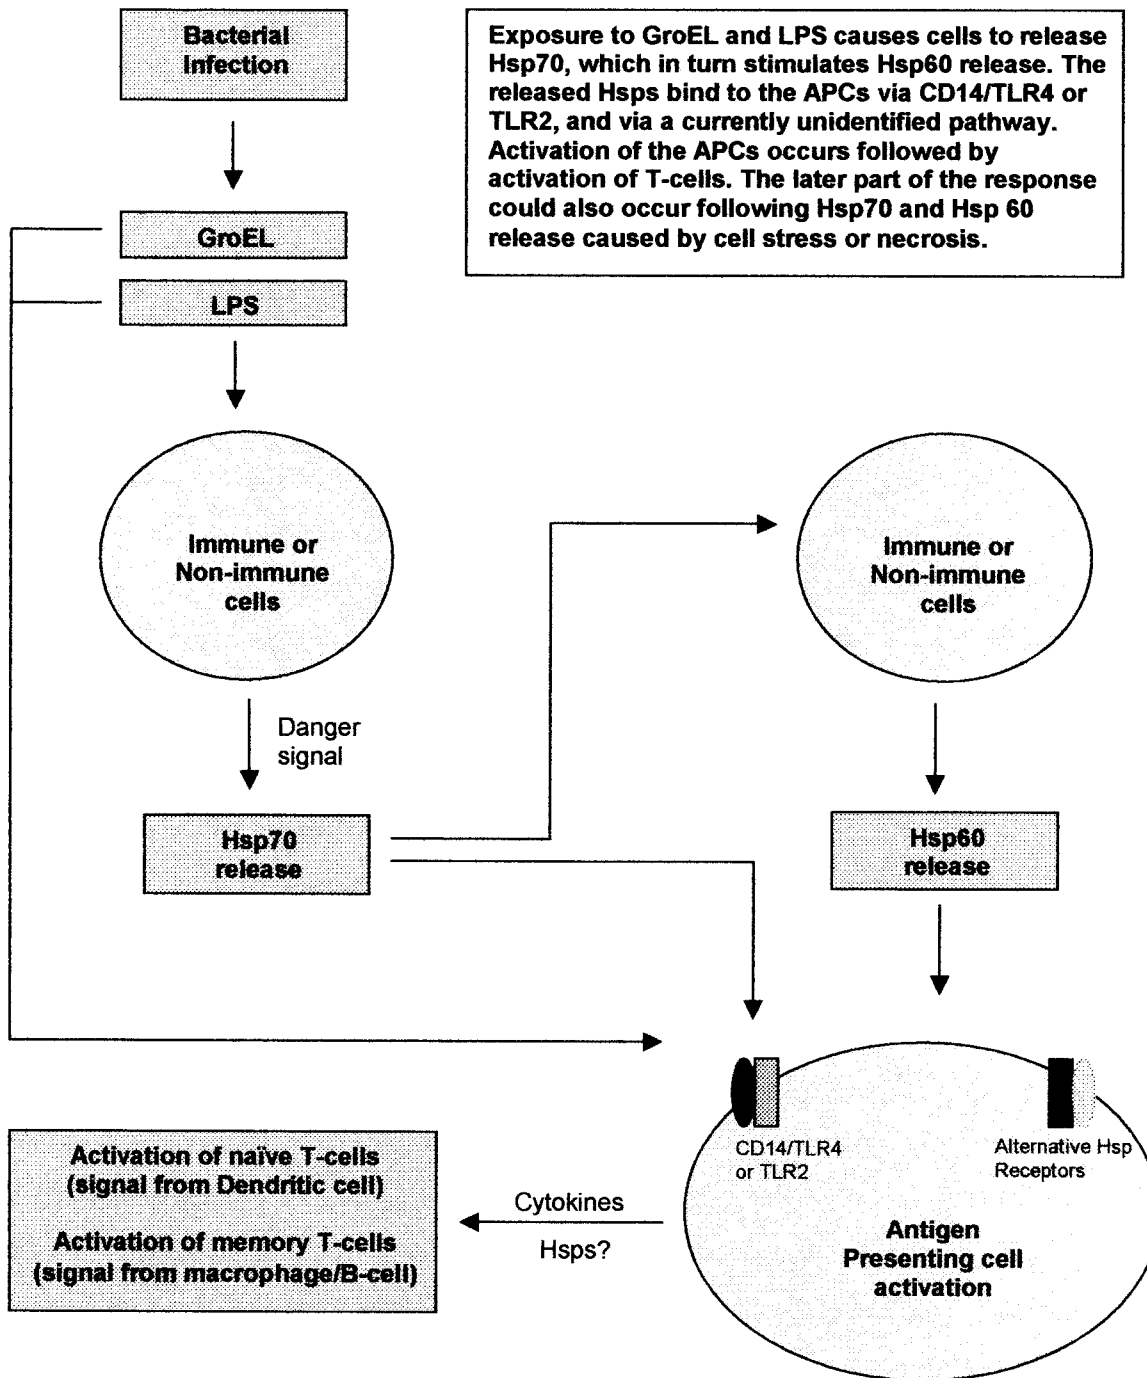 Bacterial
Infection
Exposure to GroEL and LPS causes cells to release
Hsp70, which in turn stimulates Hsp60 release. The
released Hsps bind to the APCs via CD14/TLR4 or
TLR2, and via a currently unidentified pathway.
Activation of the APCs occurs followed by
activation of T-cells. The later part of the response
could also occur following Hsp70 and Hsp 60
release caused by cell stress or necrosis.
GroEL
LPS
Immune or
Non-immune
cells
Immune or
Non-immune
cells
Danger
signal
Hsp70
release
Hsp60
release
CD14/TLR4
or TLR2
Alternative Hsp
Receptors
Antigen
Presenting cell
activation
Cytokines
Hsps?
Activation of naïve T-cells
(signal from Dendritic cell)
Activation of memory T-cells
(signal from macrophage/B-cell)